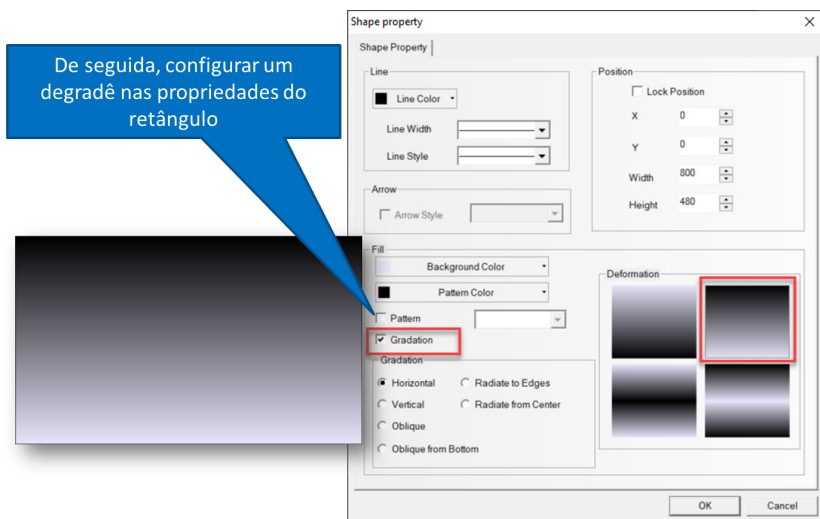 Shape property
Shape Property
De seguida, configurar um
degradê nas propriedades do
retângulo
Line
Line Color
Line Width
Line Style
Position
Lock Position
X 0
Y 0
Width 800
Height 480
Arrow
Arrow Style
Fill
Background Color
Pattern Color
Pattern
Gradation
Gradation
Horizontal Radiate to Edges
Vertical Radiate from Center
Oblique
Oblique from Bottom
Deformation
OK Cancel